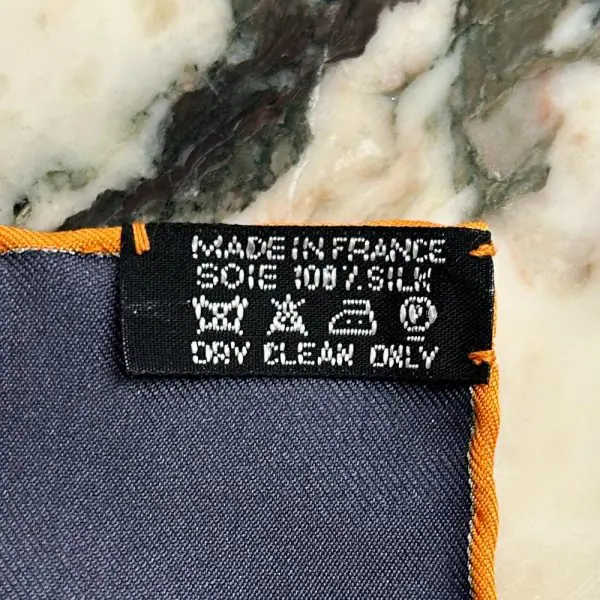 MADE IN FRANCE
SOIE 100% SILK
DRY CLEAN ONLY